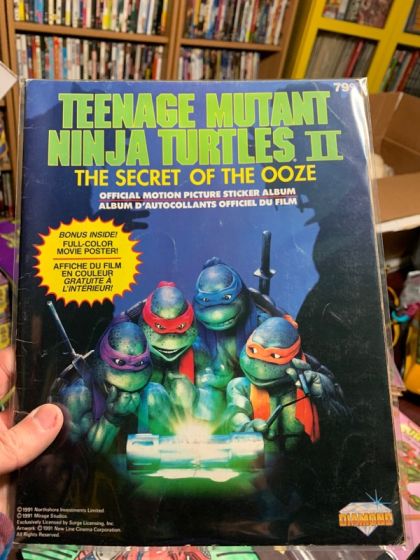 79¢
TEENAGE MUTANT
NINJA TURTLES II
THE SECRET OF THE OOZE
OFFICIAL MOTION PICTURE STICKER ALBUM
ALBUM D'AUTOCOLLANTS OFFICIEL DU FILM
BONUS INSIDE!
FULL-COLOR
MOVIE POSTER!
AFFICHE DU FILM
EN COULEUR
GRATUITE À
L'INTÉRIEUR!
©1991 Northshore Investments Limited.
©1991 Mirage Studios.
Exclusively Licensed by Surge Licensing, Inc.
Artwork: ©1991 New Line Cinema Corporation.
All Rights Reserved.
DIAMOND